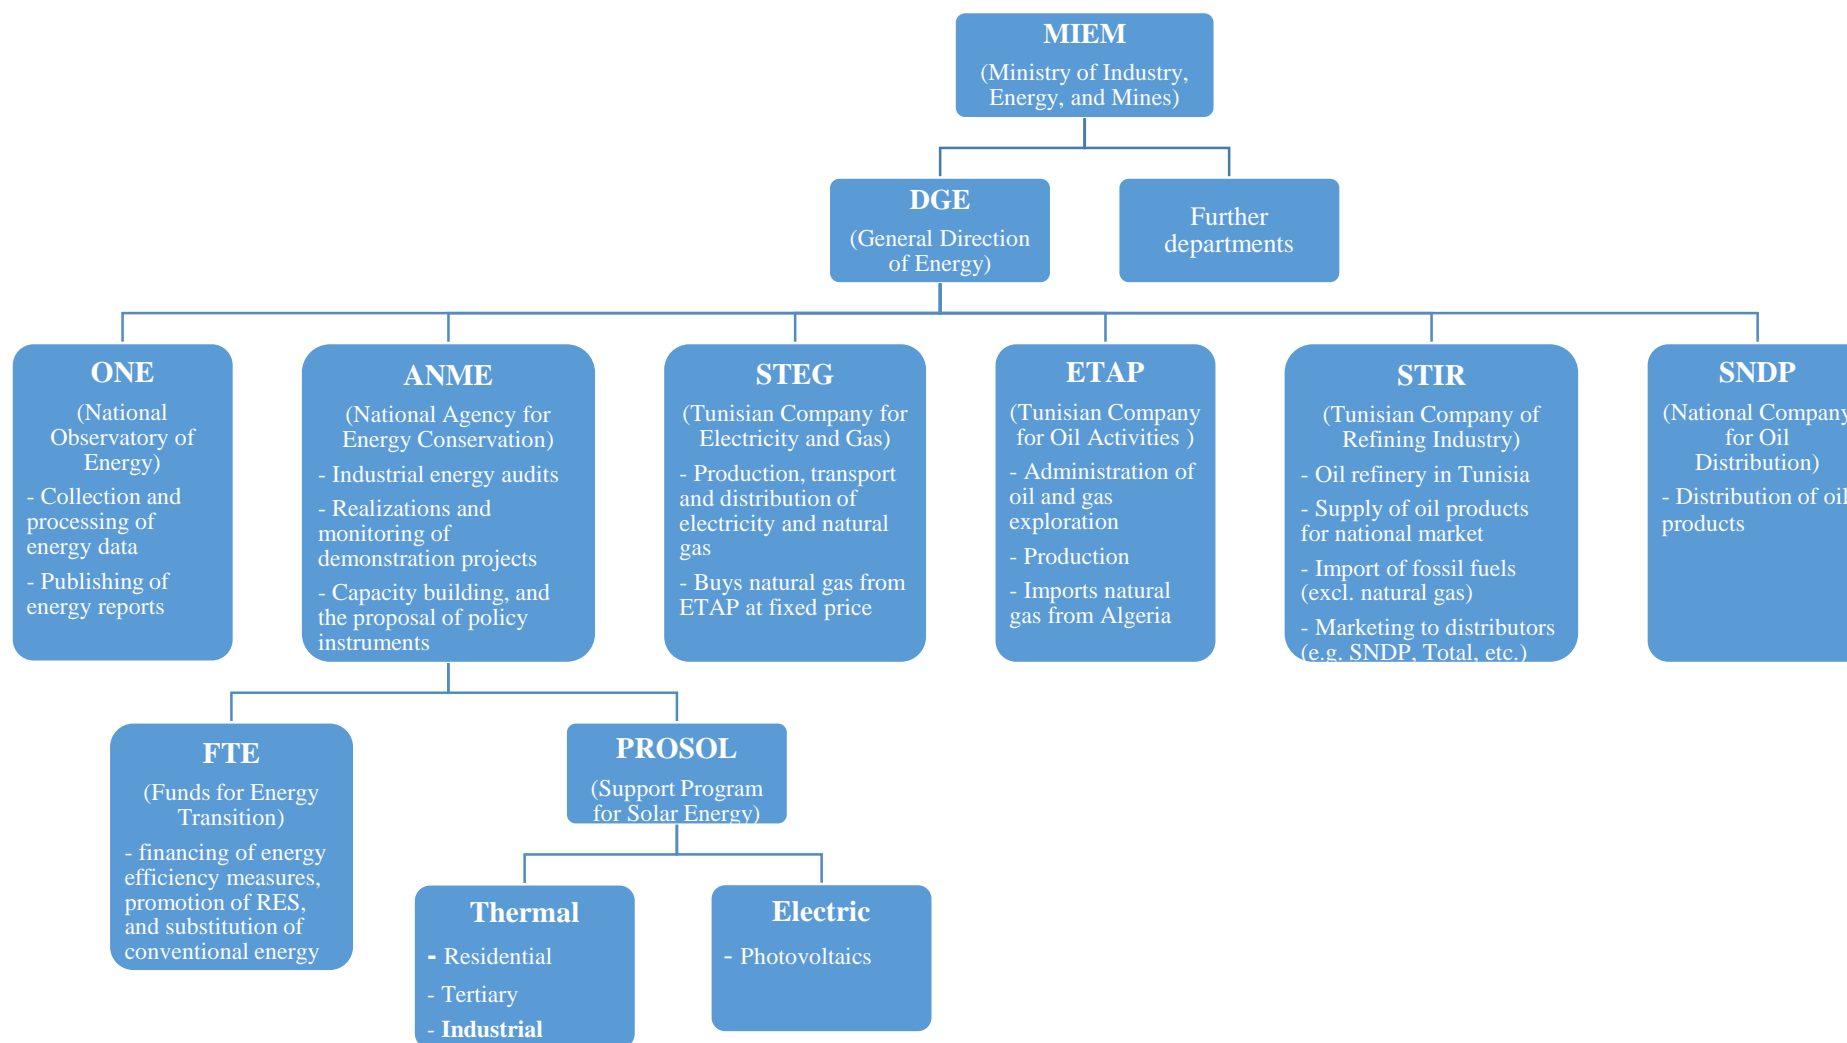 MIEM
(Ministry of Industry,
Energy, and Mines)
DGE
(General Direction
of Energy)
Further
departments
ONE
(National
Observatory of
Energy)
- Collection and
processing of
energy data
- Publishing of
energy reports
ANME
(National Agency for
Energy Conservation)
- Industrial energy audits
- Realizations and
monitoring of
demonstration projects
- Capacity building, and
the proposal of policy
instruments
STEG
(Tunisian Company for
Electricity and Gas)
- Production, transport
and distribution of
electricity and natural
gas
- Buys natural gas from
ETAP at fixed price
ETAP
(Tunisian Company
for Oil Activities )
- Administration of
oil and gas
exploration
- Production
- Imports natural
gas from Algeria
STIR
(Tunisian Company of
Refining Industry)
- Oil refinery in Tunisia
- Supply of oil products
for national market
- Import of fossil fuels
(excl. natural gas)
- Marketing to distributors
(e.g. SNDP, Total, etc.)
SNDP
(National Company
for Oil
Distribution)
- Distribution of oil
products
FTE
(Funds for Energy
Transition)
- financing of energy
efficiency measures,
promotion of RES,
and substitution of
conventional energy
PROSOL
(Support Program
for Solar Energy)
Thermal
- Residential
- Tertiary
- Industrial
Electric
- Photovoltaics